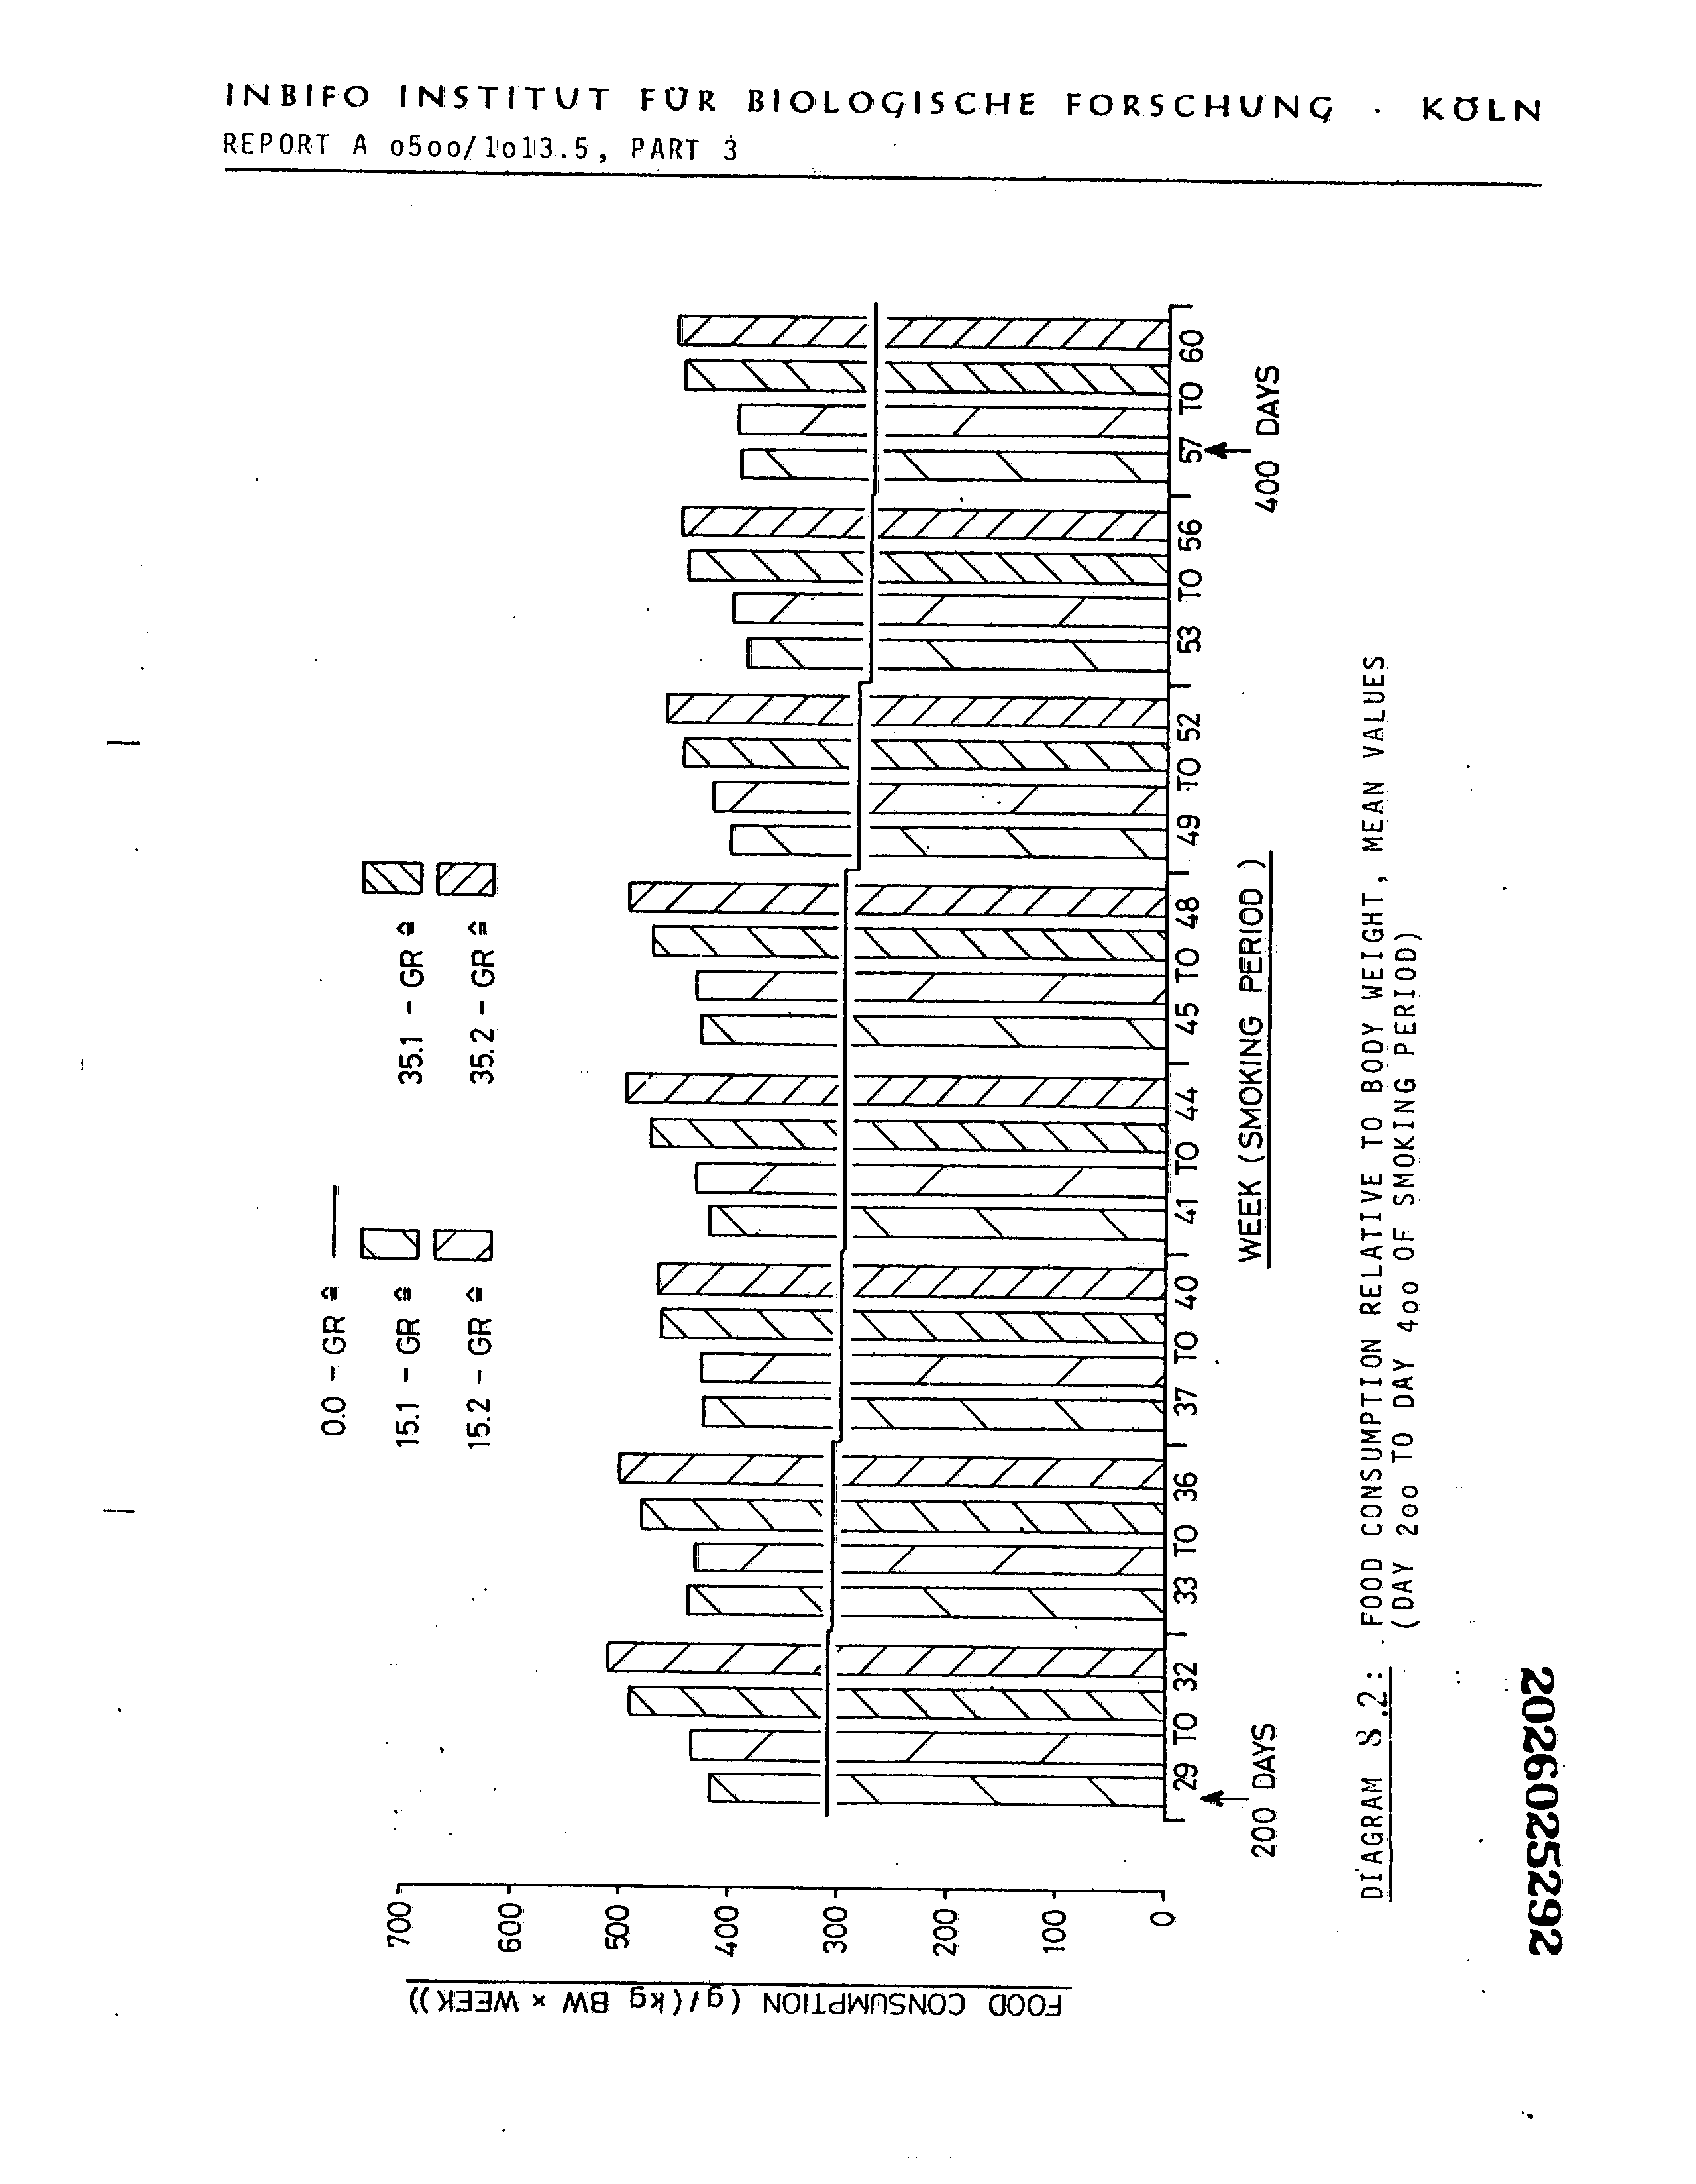 INBIFO INSTITUT FÜR BIOLOGISCHE FORSCHUNG · KÖLN
REPORT A o5oo/1o13.5, PART 3
0.0 - GR ≙
15.1 - GR ≙
15.2 - GR ≙
35.1 - GR ≙
35.2 - GR ≙
FOOD CONSUMPTION (g/(kg BW × WEEK))
700
600
500
400
300
200
100
0
29 TO 32
33 TO 36
37 TO 40
41 TO 44
45 TO 48
49 TO 52
53 TO 56
57 TO 60
200 DAYS
400 DAYS
WEEK (SMOKING PERIOD)
DIAGRAM 8.2: FOOD CONSUMPTION RELATIVE TO BODY WEIGHT, MEAN VALUES
(DAY 2oo TO DAY 4oo OF SMOKING PERIOD)
2026025292